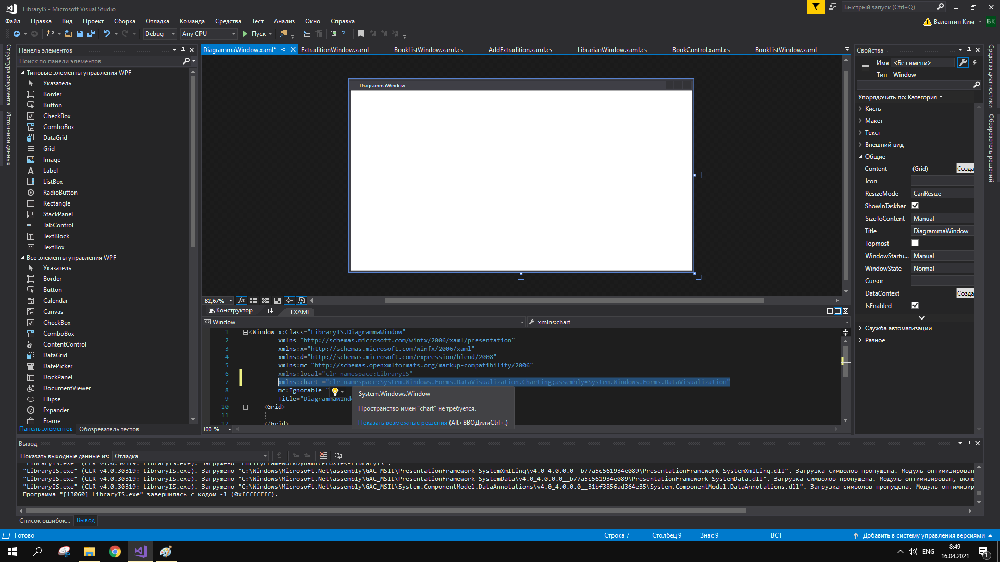 LibraryIS - Microsoft Visual Studio
Быстрый запуск (Ctrl+Q)
Файл Правка Вид Проект Сборка Отладка Команда Средства Тест Анализ Окно Справка
Валентин Ким ВК
Debug Any CPU Пуск
Структура документа
Источники данных
Панель элементов
Поиск по панели элементов
Типовые элементы управления WPF
Указатель
Border
Button
CheckBox
ComboBox
DataGrid
Grid
Image
Label
ListBox
RadioButton
Rectangle
StackPanel
TabControl
TextBlock
TextBox
Все элементы управления WPF
Указатель
Border
Button
Calendar
Canvas
CheckBox
ComboBox
ContentControl
DataGrid
DatePicker
DockPanel
DocumentViewer
Ellipse
Expander
Frame
Панель элементов Обозреватель тестов
DiagrammaWindow.xaml* ExtraditionWindow.xaml BookListWindow.xaml.cs AddExtradition.xaml.cs LibrarianWindow.xaml.cs BookControl.xaml.cs BookListWindow.xaml
DiagrammaWindow
82,67%
Конструктор XAML
Window xmlns:chart
1 <Window x:Class="LibraryIS.DiagrammaWindow"
2 xmlns="http://schemas.microsoft.com/winfx/2006/xaml/presentation"
3 xmlns:x="http://schemas.microsoft.com/winfx/2006/xaml"
4 xmlns:d="http://schemas.microsoft.com/expression/blend/2008"
5 xmlns:mc="http://schemas.openxmlformats.org/markup-compatibility/2006"
6 xmlns:local="clr-namespace:LibraryIS"
7 xmlns:chart ="clr-namespace:System.Windows.Forms.DataVisualization.Charting;assembly=System.Windows.Forms.DataVisualization"
8 mc:Ignorable="
9 Title="DiagrammaWindo
10 <Grid>
11
12 </Grid>
System.Windows.Window
Пространство имен "chart" не требуется.
Показать возможные решения (Alt+ВВОДилиCtrl+.)
100 %
Свойства
Имя <Без имени>
Тип Window
Упорядочить по: Категория
Кисть
Макет
Текст
Внешний вид
Общие
Content (Grid) Созда
Icon
ResizeMode CanResize
ShowInTaskbar
SizeToContent Manual
Title DiagrammaWindow
Topmost
WindowStartu... Manual
WindowState Normal
Cursor
DataContext Созда
IsEnabled
Служба автоматизации
Разное
Средства диагностики
Обозреватель решений
Вывод
Показать выходные данные из: Отладка
"LibraryIS.exe" (CLR v4.0.30319: LibraryIS.exe). Загружено "EntityFrameworkDynamicProxies-LibraryIS".
"LibraryIS.exe" (CLR v4.0.30319: LibraryIS.exe). Загружено "C:\Windows\Microsoft.Net\assembly\GAC_MSIL\PresentationFramework-SystemXmlLinq\v4.0_4.0.0.0__b77a5c561934e089\PresentationFramework-SystemXmlLinq.dll". Загрузка символов пропущена. Модуль оптимизирован
"LibraryIS.exe" (CLR v4.0.30319: LibraryIS.exe). Загружено "C:\Windows\Microsoft.Net\assembly\GAC_MSIL\PresentationFramework-SystemData\v4.0_4.0.0.0__b77a5c561934e089\PresentationFramework-SystemData.dll". Загрузка символов пропущена. Модуль оптимизирован, вклю
"LibraryIS.exe" (CLR v4.0.30319: LibraryIS.exe). Загружено "C:\Windows\Microsoft.Net\assembly\GAC_MSIL\System.ComponentModel.DataAnnotations\v4.0_4.0.0.0__31bf3856ad364e35\System.ComponentModel.DataAnnotations.dll". Загрузка символов пропущена. Модуль оптимизир
Программа "[13060] LibraryIS.exe" завершилась с кодом -1 (0xffffffff).
Список ошибок... Вывод
Готово Строка 7 Столбец 9 Знак 9 ВСТ Добавить в систему управления версиями
ENG 8:49
16.04.2021
1